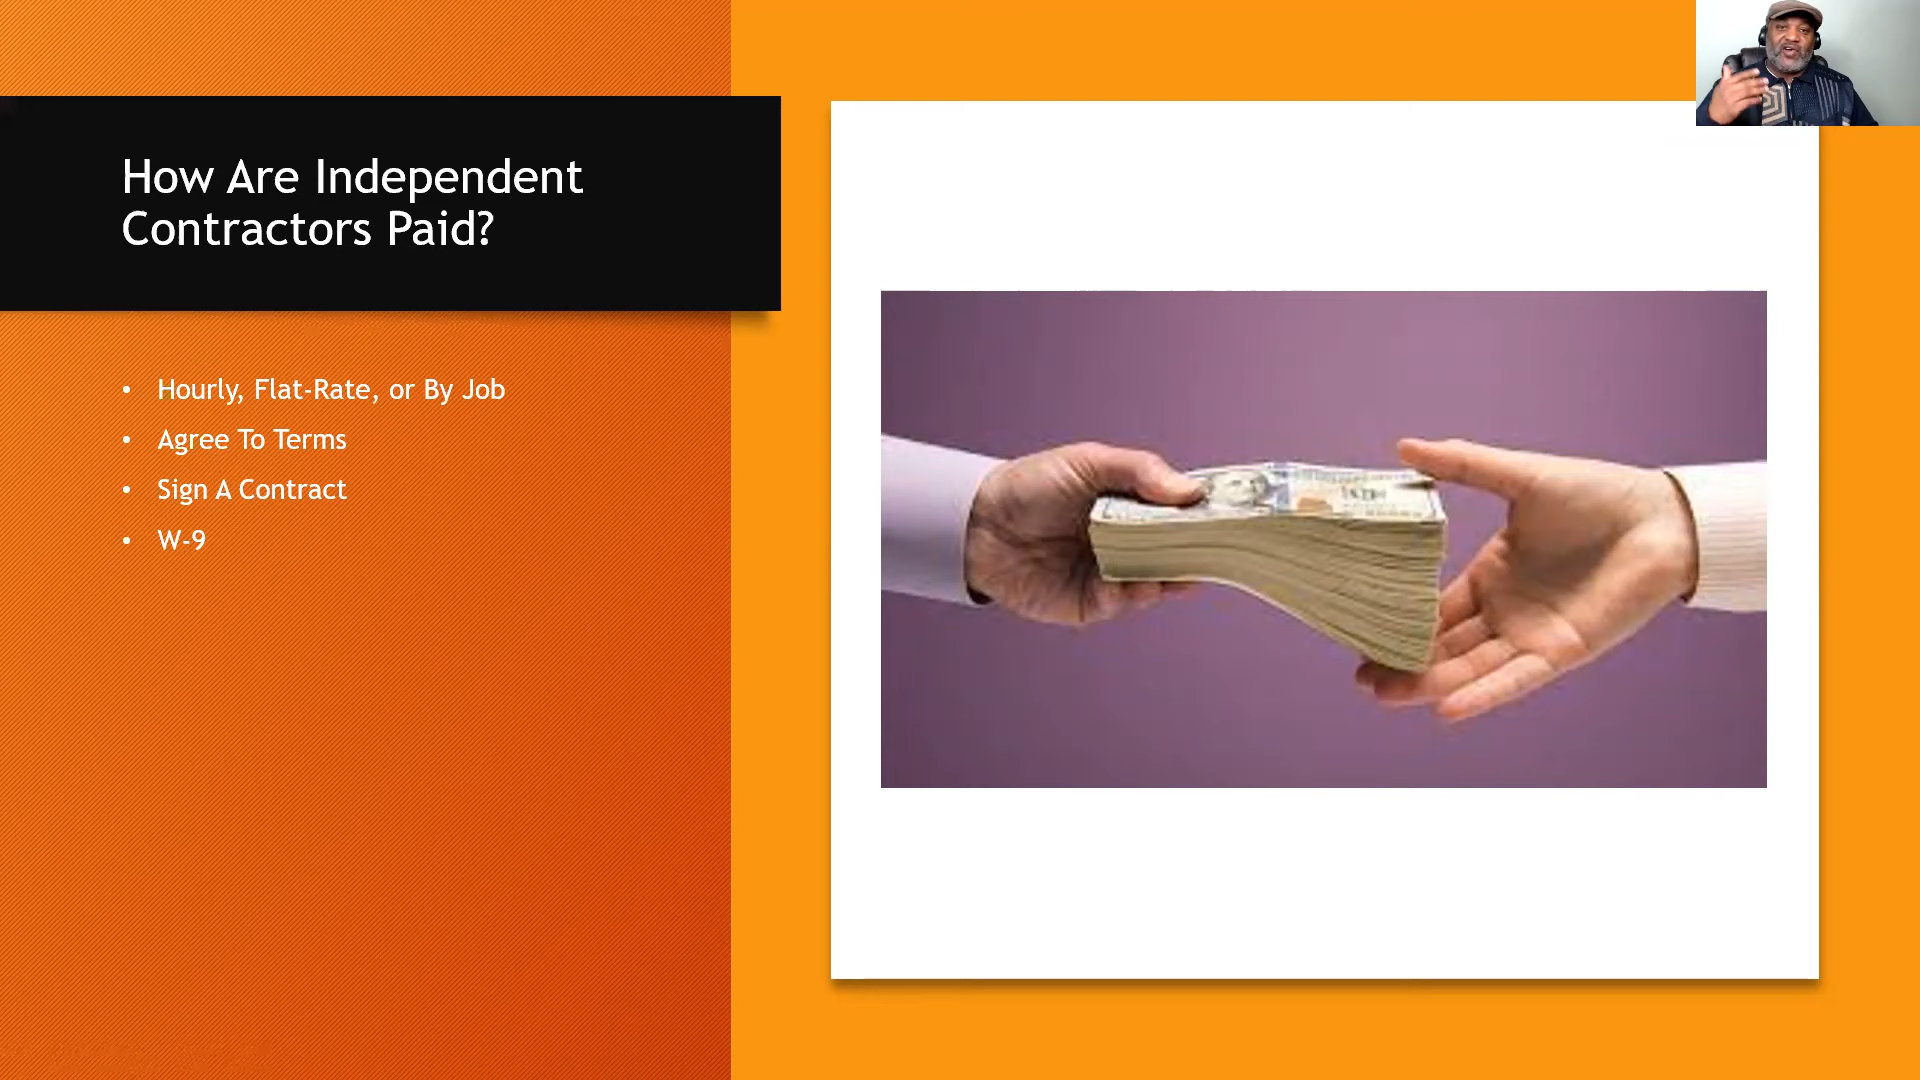 How Are Independent
Contractors Paid?
• Hourly, Flat-Rate, or By Job
• Agree To Terms
• Sign A Contract
• W-9